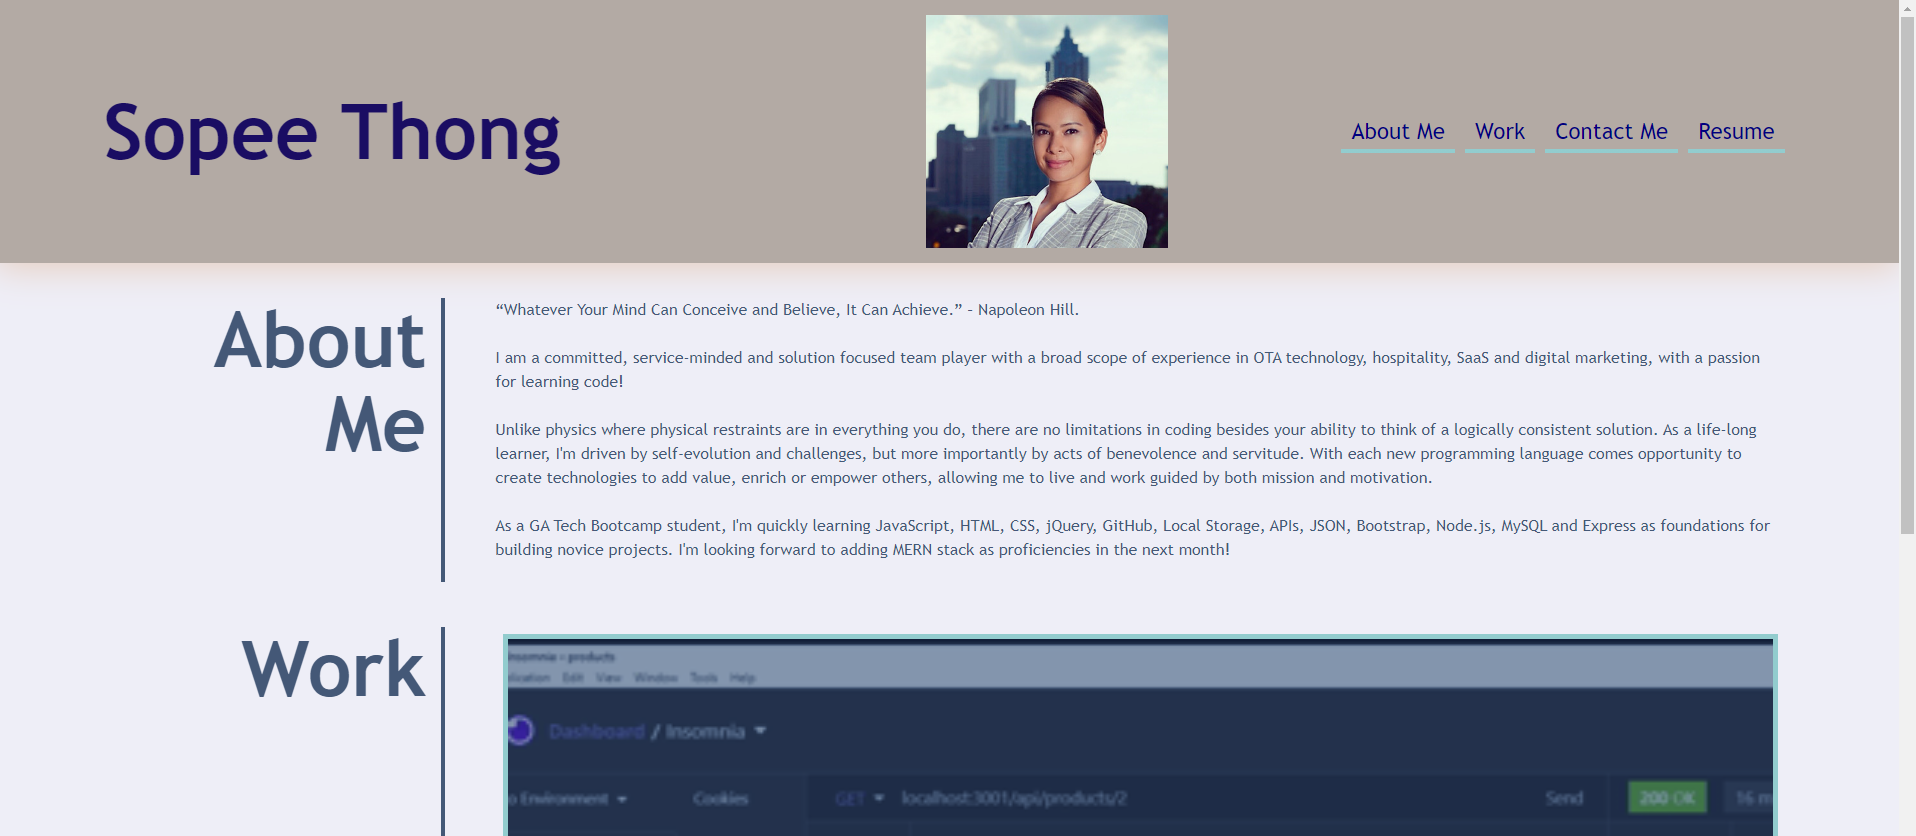 Sopee Thong
About Me
Work
Contact Me
Resume
About
Me
“Whatever Your Mind Can Conceive and Believe, It Can Achieve.” – Napoleon Hill.
I am a committed, service-minded and solution focused team player with a broad scope of experience in OTA technology, hospitality, SaaS and digital marketing, with a passion
for learning code!
Unlike physics where physical restraints are in everything you do, there are no limitations in coding besides your ability to think of a logically consistent solution. As a life-long
learner, I'm driven by self-evolution and challenges, but more importantly by acts of benevolence and servitude. With each new programming language comes opportunity to
create technologies to add value, enrich or empower others, allowing me to live and work guided by both mission and motivation.
As a GA Tech Bootcamp student, I'm quickly learning JavaScript, HTML, CSS, jQuery, GitHub, Local Storage, APIs, JSON, Bootstrap, Node.js, MySQL and Express as foundations for
building novice projects. I'm looking forward to adding MERN stack as proficiencies in the next month!
Work
Insomnia – products
plication Edit View Window Tools Help
Dashboard / Insomnia
o Environment
Cookies
GET
localhost:3001/api/products/2
Send
200 OK
16 m